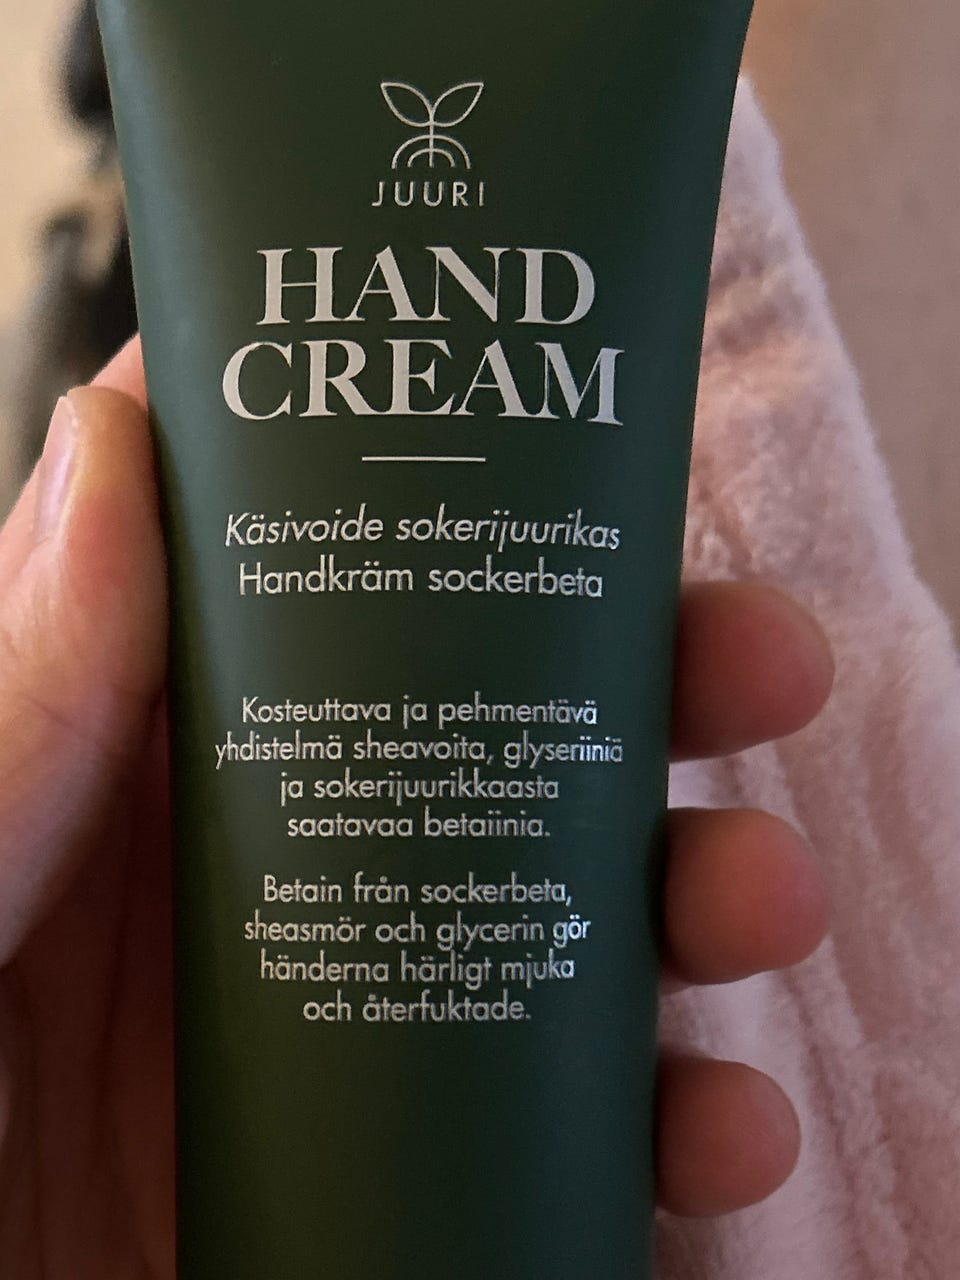 JUURI
HAND
CREAM
Käsivoide sokerijuurikas
Handkräm sockerbeta
Kosteuttava ja pehmentävä
yhdistelmä sheavoita, glyseriiniä
ja sokerijuurikkaasta
saatavaa betaiinia.
Betain från sockerbeta,
sheasmör och glycerin gör
händerna härligt mjuka
och återfuktade.